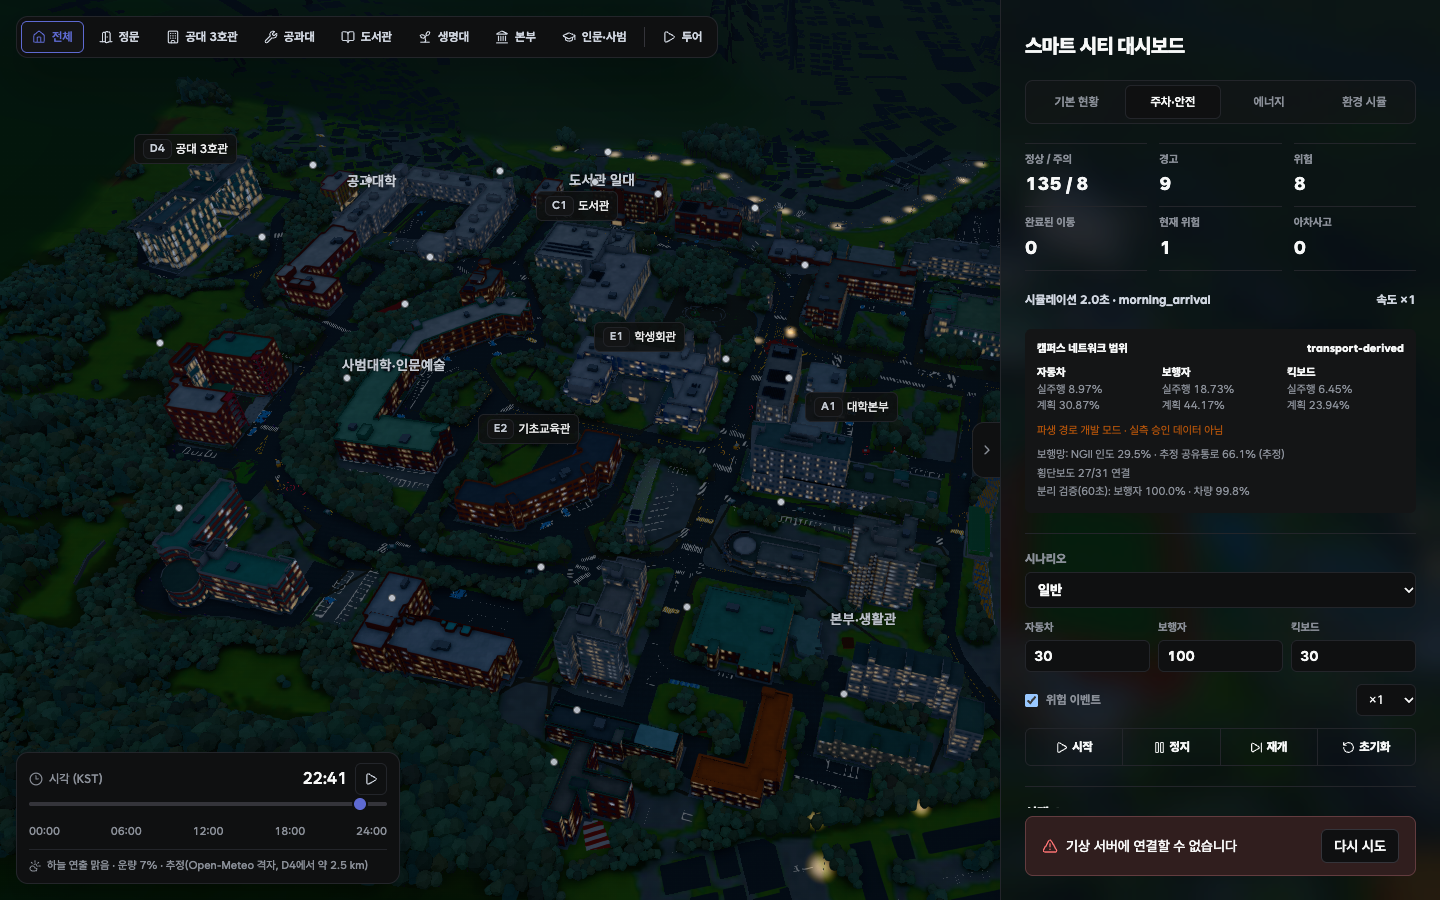 전체 정문 공대 3호관 공과대 도서관 생명대 본부 인문·사범 투어
D4 공대 3호관
공과대학
도서관 일대
C1 도서관
E1 학생회관
사범대학·인문예술
A1 대학본부
E2 기초교육관
본부·생활관
시각 (KST) 22:41
00:00 06:00 12:00 18:00 24:00
하늘 연출 맑음 · 운량 7% · 추정(Open-Meteo 격자, D4에서 약 2.5 km)
스마트 시티 대시보드
기본 현황 주차·안전 에너지 환경 시뮬
정상 / 주의 경고 위험
135 / 8 9 8
완료된 이동 현재 위험 아차사고
0 1 0
시뮬레이션 2.0초 · morning_arrival 속도 ×1
캠퍼스 네트워크 범위 transport-derived
자동차 보행자 킥보드
실주행 8.97% 실주행 18.73% 실주행 6.45%
계획 30.87% 계획 44.17% 계획 23.94%
파생 경로 개발 모드 · 실측 승인 데이터 아님
보행망: NGII 인도 29.5% · 추정 공유통로 66.1% (추정)
횡단보도 27/31 연결
분리 검증(60초): 보행자 100.0% · 차량 99.8%
시나리오
일반
자동차 보행자 킥보드
30 100 30
위험 이벤트 ×1
시작 정지 재개 초기화
기상 서버에 연결할 수 없습니다 다시 시도